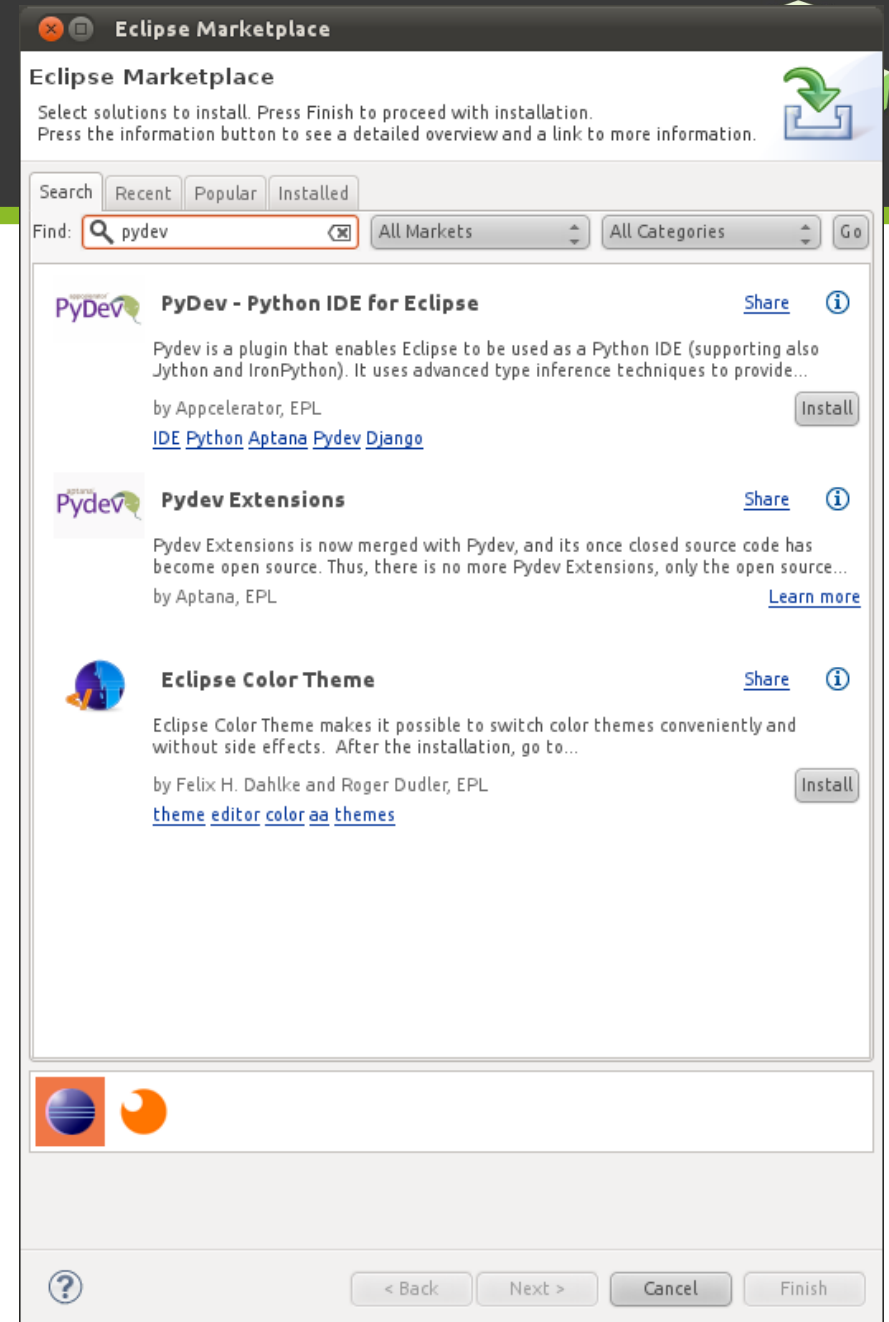 Eclipse Marketplace
Eclipse Marketplace
Select solutions to install. Press Finish to proceed with installation.
Press the information button to see a detailed overview and a link to more information.
Search Recent Popular Installed
Find: pydev All Markets All Categories Go
appcelerator
PyDev
PyDev - Python IDE for Eclipse Share
Pydev is a plugin that enables Eclipse to be used as a Python IDE (supporting also
Jython and IronPython). It uses advanced type inference techniques to provide...
by Appcelerator, EPL Install
IDE Python Aptana Pydev Django
aptana
Pydev
Pydev Extensions Share
Pydev Extensions is now merged with Pydev, and its once closed source code has
become open source. Thus, there is no more Pydev Extensions, only the open source...
by Aptana, EPL Learn more
Eclipse Color Theme Share
Eclipse Color Theme makes it possible to switch color themes conveniently and
without side effects. After the installation, go to...
by Felix H. Dahlke and Roger Dudler, EPL Install
theme editor color aa themes
? < Back Next > Cancel Finish